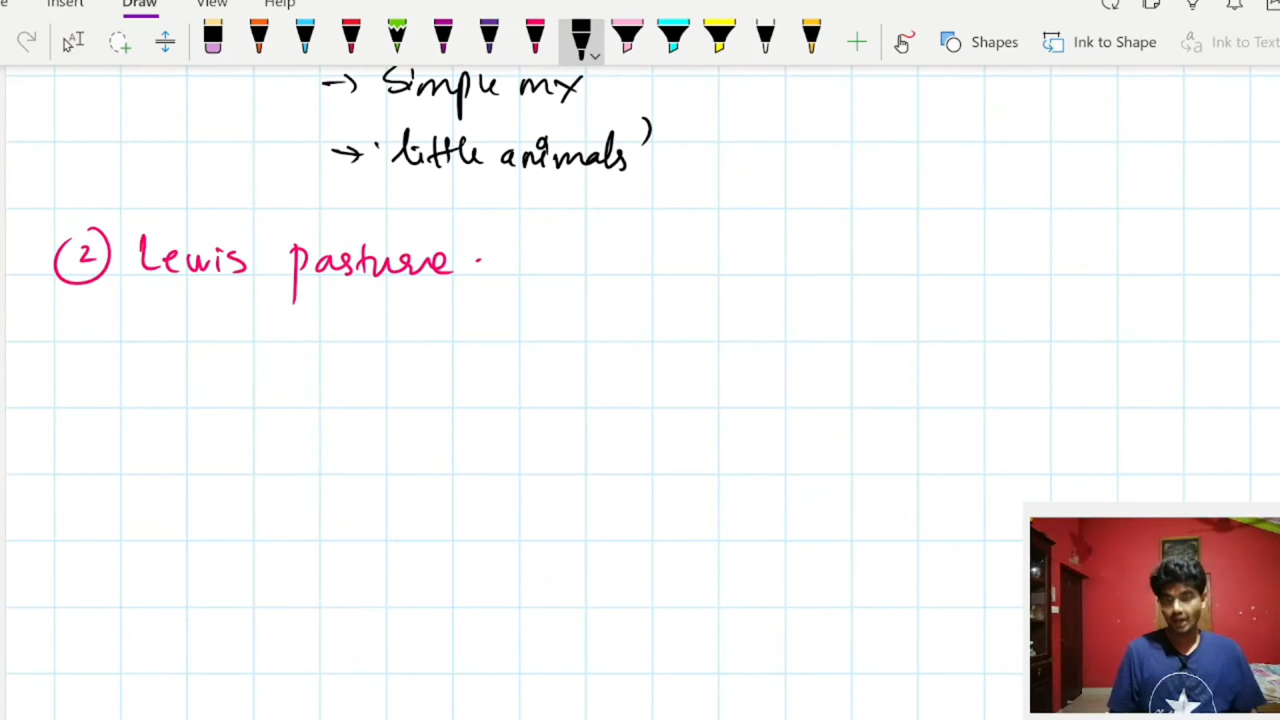 Insert Draw View Help
Shapes Ink to Shape Ink to Text
→ Simple mx
→ 'little animals'
② Lewis pasture.